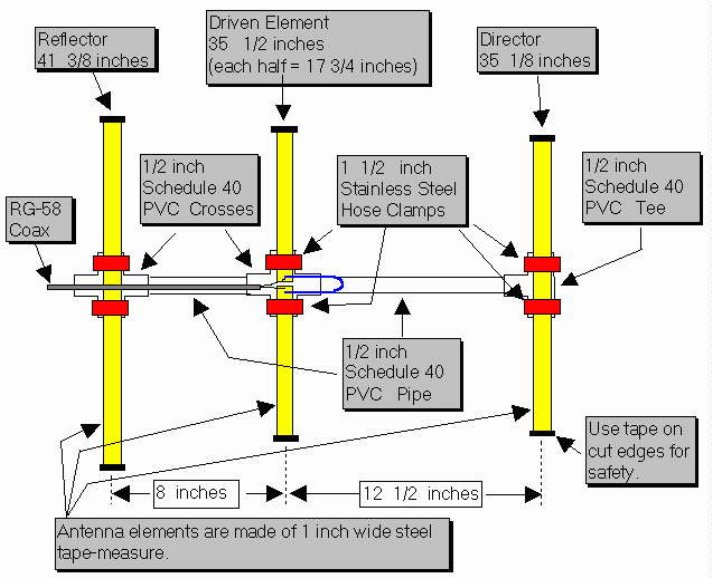 Reflector
41 3/8 inches
Driven Element
35 1/2 inches
(each half = 17 3/4 inches)
Director
35 1/8 inches
1/2 inch
Schedule 40
PVC Crosses
1 1/2 inch
Stainless Steel
Hose Clamps
1/2 inch
Schedule 40
PVC Tee
RG-58
Coax
1/2 inch
Schedule 40
PVC Pipe
Use tape on
cut edges for
safety.
8 inches
12 1/2 inches
Antenna elements are made of 1 inch wide steel
tape-measure.